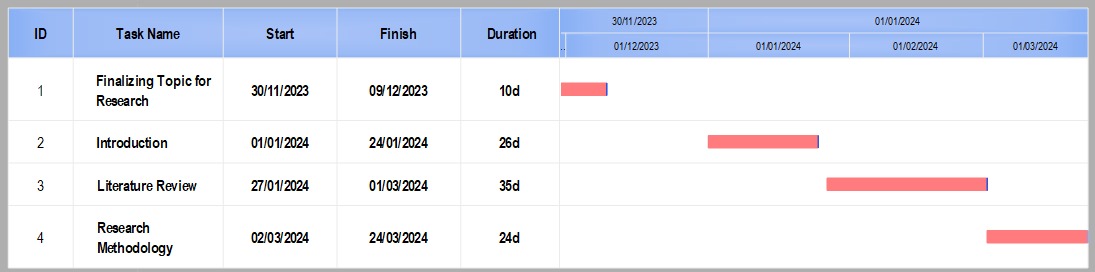 ID Task Name Start Finish Duration 30/11/2023 01/01/2024
.. 01/12/2023 01/01/2024 01/02/2024 01/03/2024
1 Finalizing Topic for Research 30/11/2023 09/12/2023 10d
2 Introduction 01/01/2024 24/01/2024 26d
3 Literature Review 27/01/2024 01/03/2024 35d
4 Research Methodology 02/03/2024 24/03/2024 24d